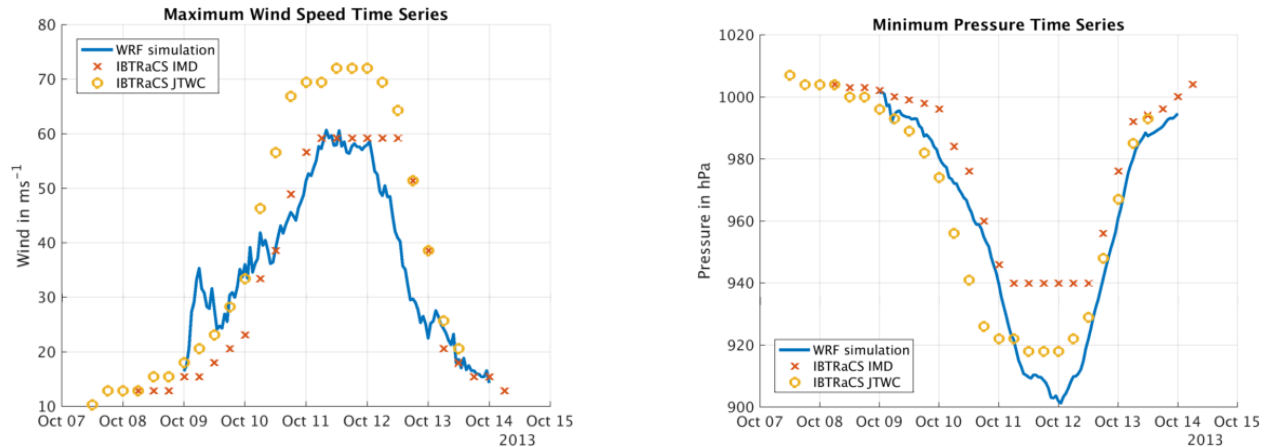 Maximum Wind Speed Time Series
80
70
60
50
40
30
20
10
Wind in ms⁻¹
WRF simulation
IBTRaCS IMD
IBTRaCS JTWC
Oct 07 Oct 08 Oct 09 Oct 10 Oct 11 Oct 12 Oct 13 Oct 14 Oct 15
2013
Minimum Pressure Time Series
1020
1000
980
960
940
920
900
Pressure in hPa
WRF simulation
IBTRaCS IMD
IBTRaCS JTWC
Oct 07 Oct 08 Oct 09 Oct 10 Oct 11 Oct 12 Oct 13 Oct 14 Oct 15
2013